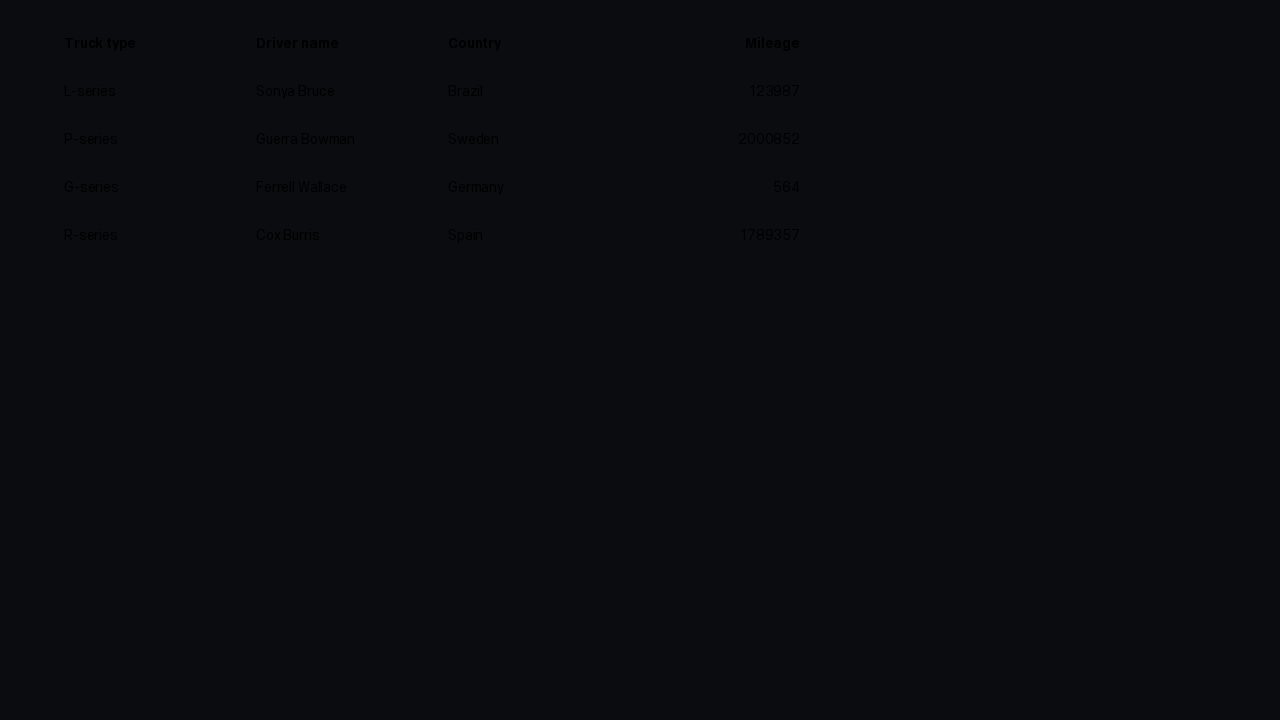 Truck type Driver name Country Mileage
L-series Sonya Bruce Brazil 123987
P-series Guerra Bowman Sweden 2000852
G-series Ferrell Wallace Germany 564
R-series Cox Burns Spain 1789357